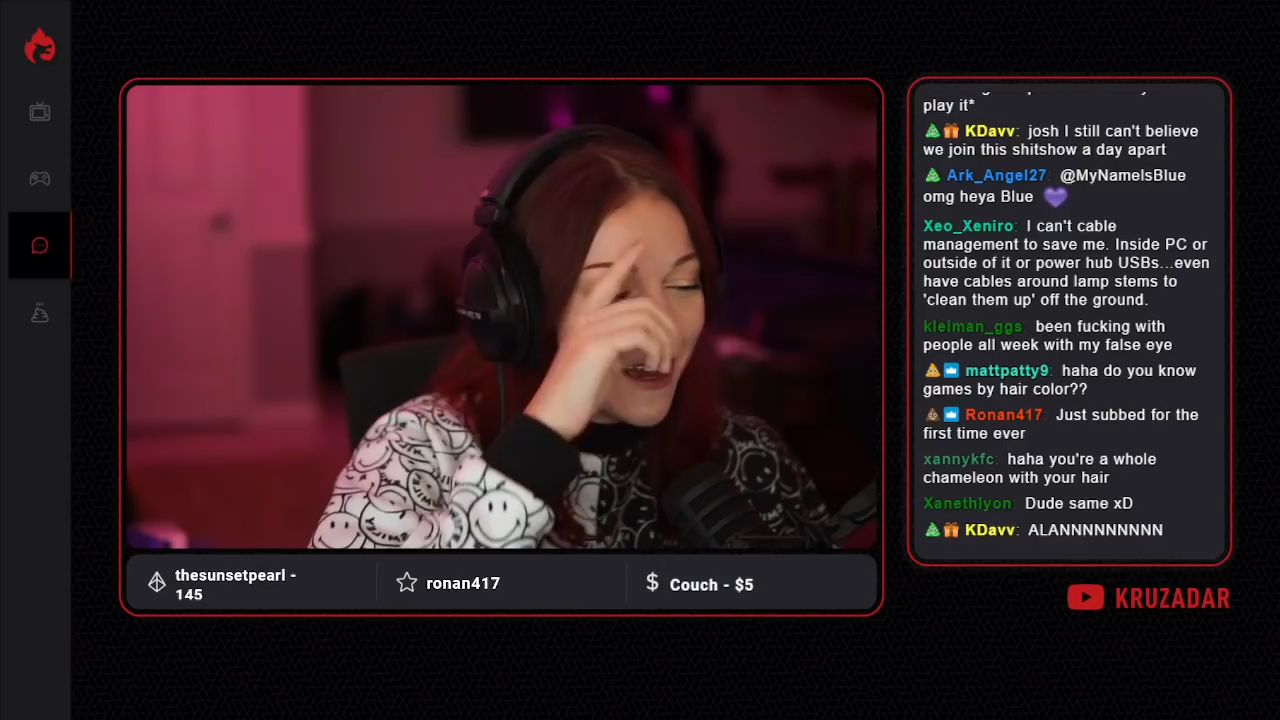 play it*
KDavv: josh I still can't believe
we join this shitshow a day apart
Ark_Angel27: @MyNameIsBlue
omg heya Blue
Xeo_Xeniro: I can't cable
management to save me. Inside PC or
outside of it or power hub USBs...even
have cables around lamp stems to
'clean them up' off the ground.
kleiman_ggs: been fucking with
people all week with my false eye
mattpatty9: haha do you know
games by hair color??
Ronan417: Just subbed for the
first time ever
xannykfc: haha you're a whole
chameleon with your hair
Xanethlyon: Dude same xD
KDavv: ALANNNNNNNNN
thesunsetpearl -
145
ronan417
$ Couch - $5
KRUZADAR